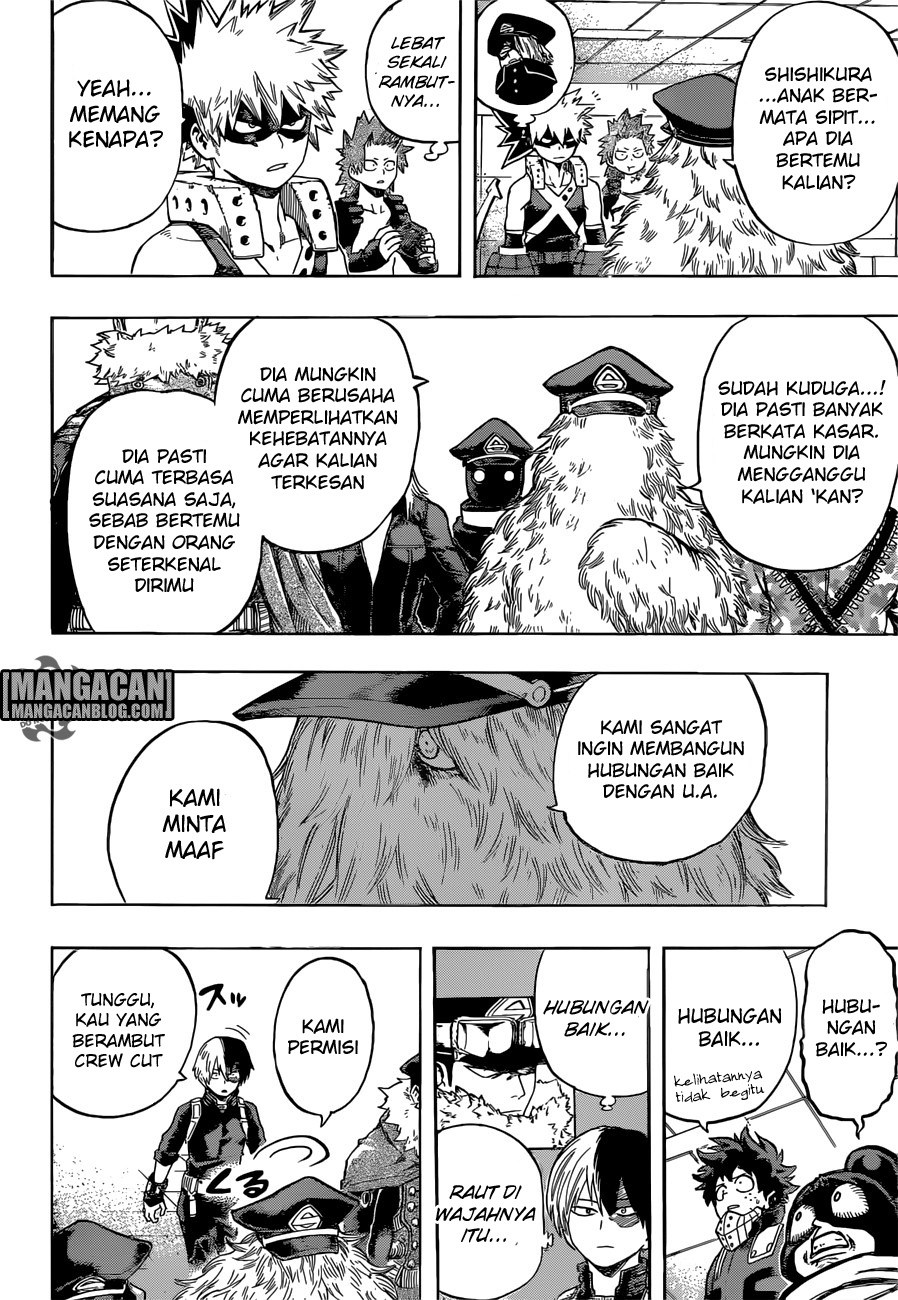 SHISHIKURA
...ANAK BER-
MATA SIPIT...
APA DIA
BERTEMU
KALIAN?
LEBAT
SEKALI
RAMBUT-
NYA...
YEAH...
MEMANG
KENAPA?
SUDAH KUDUGA...!
DIA PASTI BANYAK
BERKATA KASAR.
MUNGKIN DIA
MENGGANGGU
KALIAN 'KAN?
DIA MUNGKIN
CUMA BERUSAHA
MEMPERLIHATKAN
KEHEBATANNYA
AGAR KALIAN
TERKESAN
DIA PASTI
CUMA TERBASA
SUASANA SAJA,
SEBAB BERTEMU
DENGAN ORANG
SETERKENAL
DIRIMU
[MANGACAN]
MANGACANBLOG.COM
KAMI SANGAT
INGIN MEMBANGUN
HUBUNGAN BAIK
DENGAN U.A.
KAMI
MINTA
MAAF
HUBU-
NGAN
BAIK...?
HUBUNGAN
BAIK...
kelihatannya
tidak begitu
HUBUNGAN
BAIK...
RAUT DI
WAJAHNYA
ITU...
KAMI
PERMISI
スル
くる
TUNGGU,
KAU YANG
BERAMBUT
CREW CUT